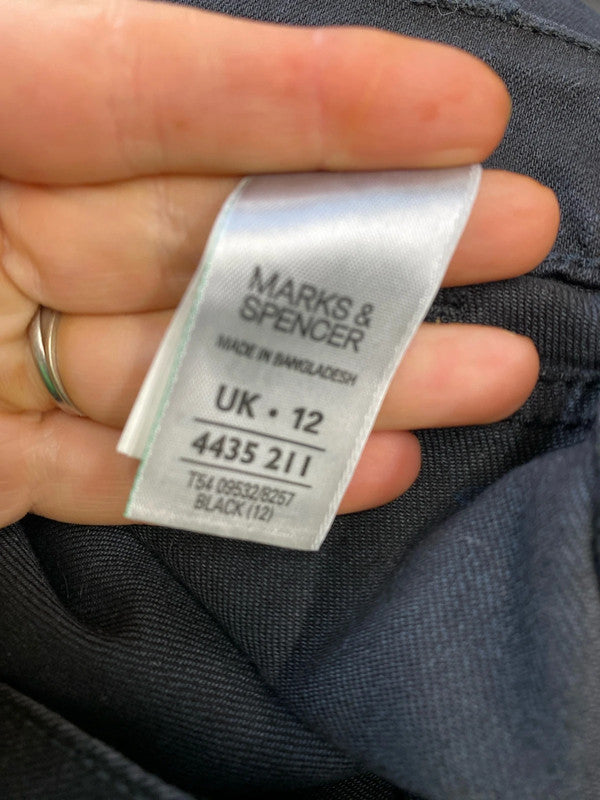 MARKS &
SPENCER
MADE IN BANGLADESH
UK • 12
4435 211
T54 09532/8257
BLACK (12)